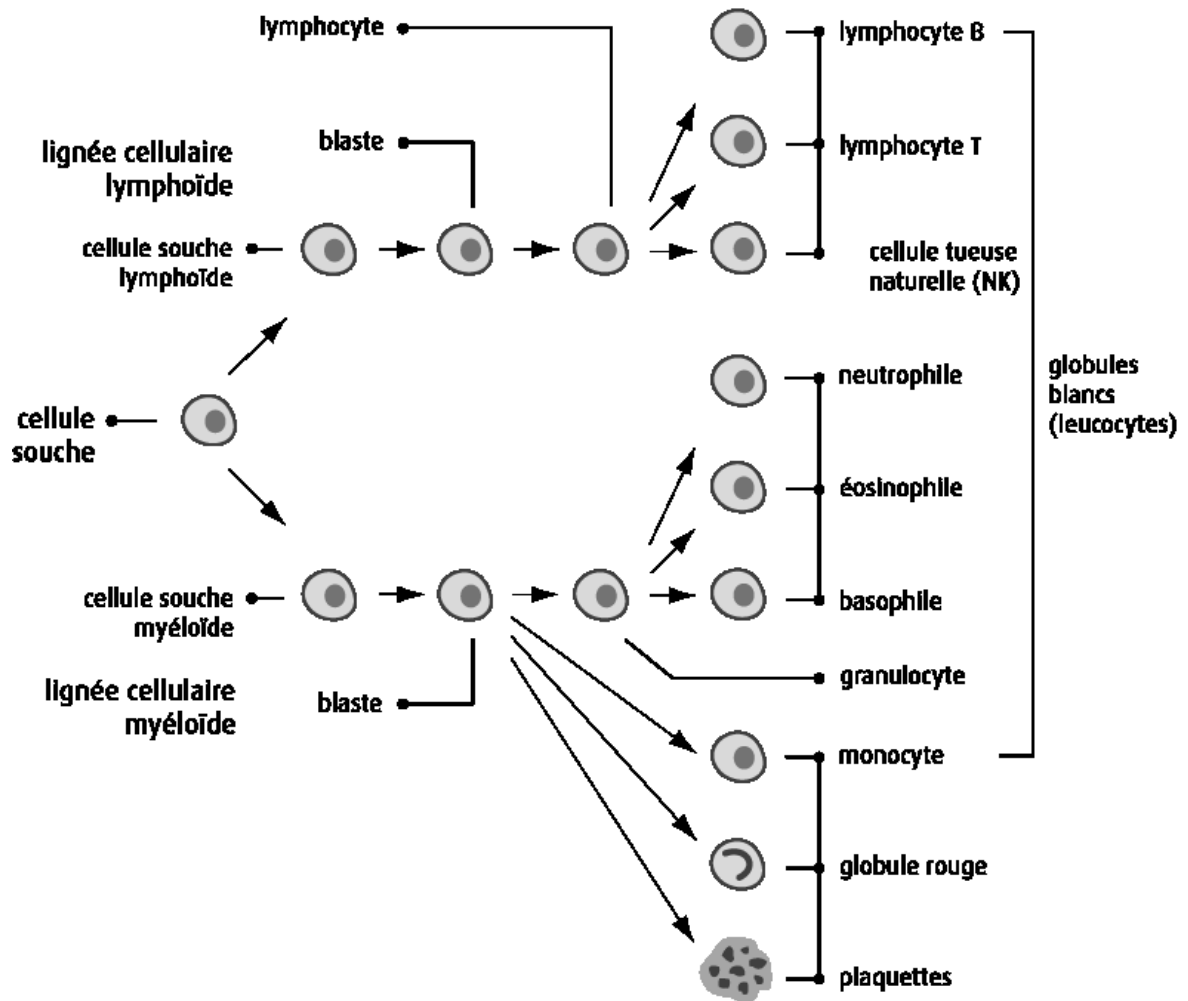 lymphocyte
lymphocyte B
blaste
lymphocyte T
lignée cellulaire
lymphoïde
cellule souche
lymphoïde
cellule tueuse
naturelle (NK)
neutrophile
globules
blancs
(leucocytes)
cellule
souche
éosinophile
cellule souche
myéloïde
basophile
granulocyte
lignée cellulaire
myéloïde
blaste
monocyte
globule rouge
plaquettes